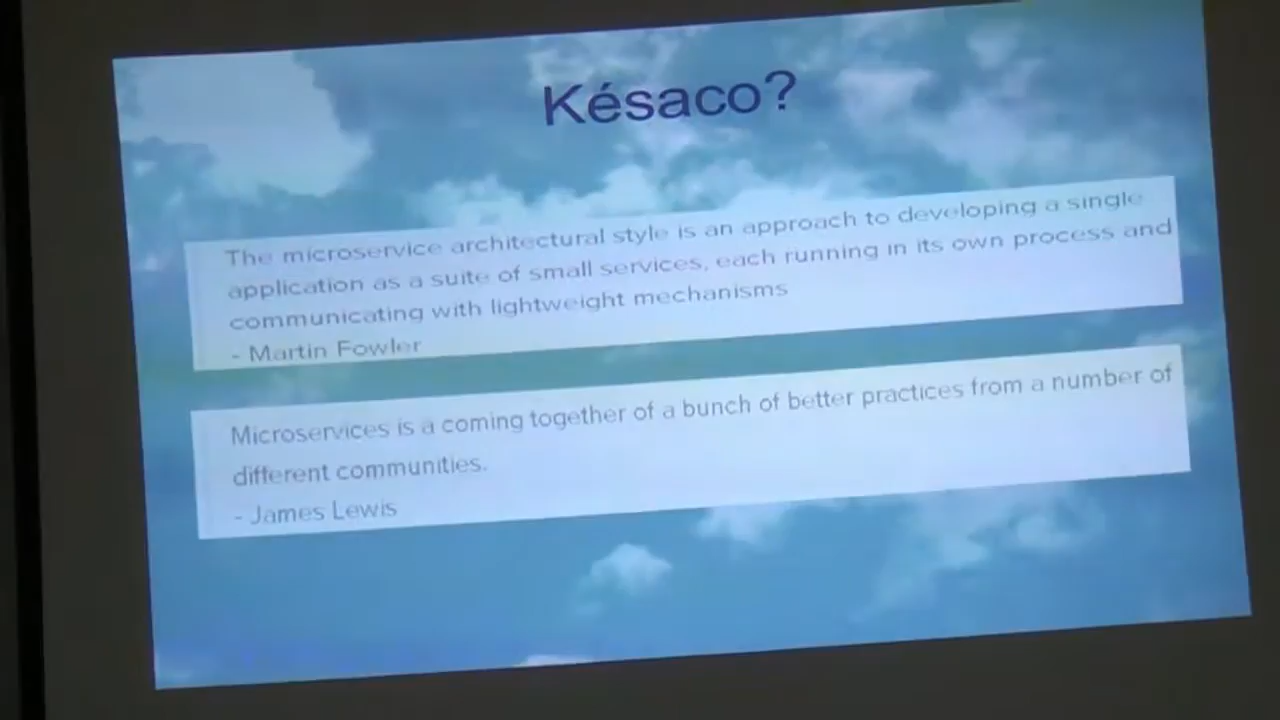 Késaco?
The microservice architectural style is an approach to developing a single
application as a suite of small services, each running in its own process and
communicating with lightweight mechanisms
- Martin Fowler
Microservices is a coming together of a bunch of better practices from a number of
different communities.
- James Lewis